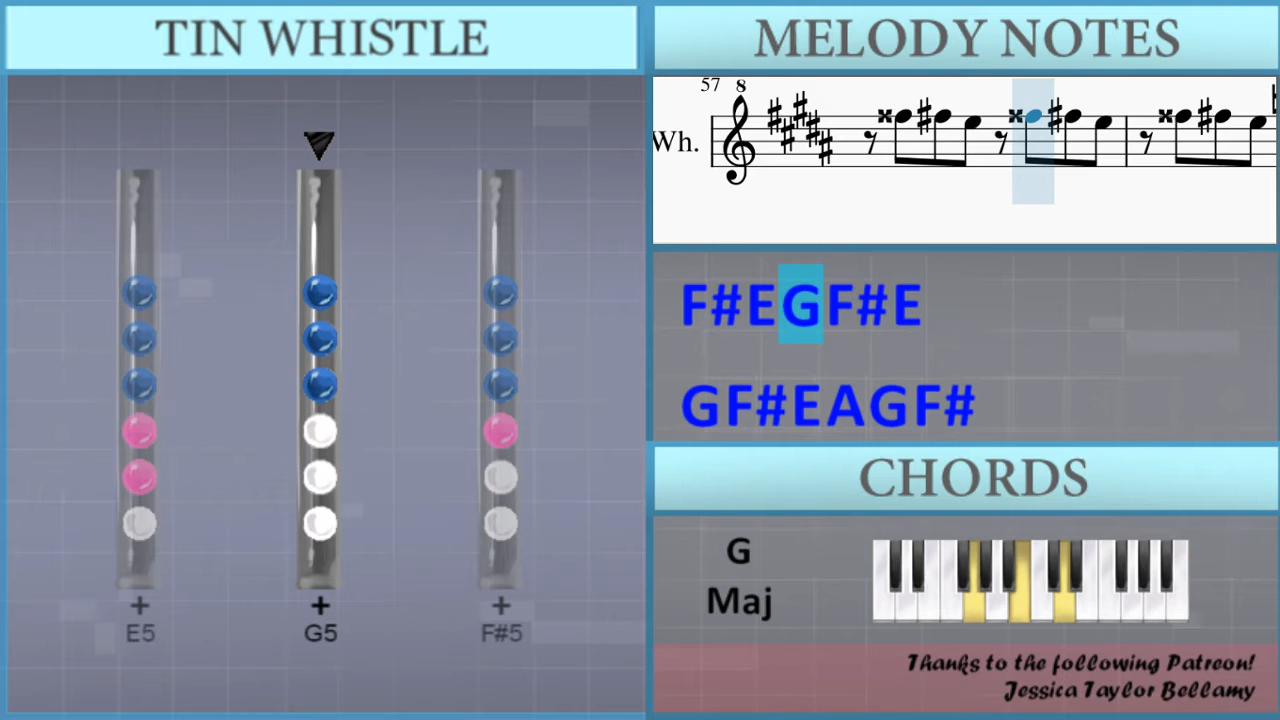 TIN WHISTLE
+ + +
E5 G5 F#5
MELODY NOTES
57 8
Wh.
F#EGF#E
GF#EAGF#
CHORDS
G
Maj
Thanks to the following Patreon!
Jessica Taylor Bellamy